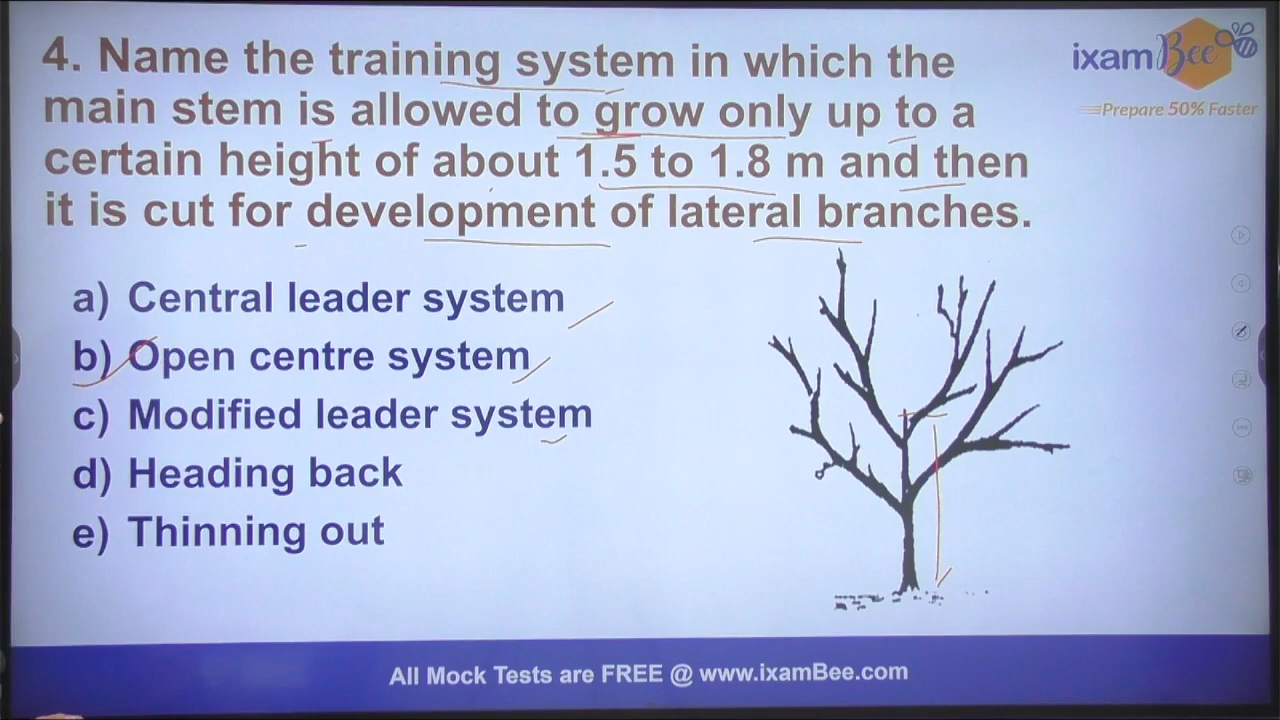 4. Name the training system in which the
main stem is allowed to grow only up to a
certain height of about 1.5 to 1.8 m and then
it is cut for development of lateral branches.
ixamBee
Prepare 50% Faster
a) Central leader system
b) Open centre system
c) Modified leader system
d) Heading back
e) Thinning out
All Mock Tests are FREE @ www.ixamBee.com